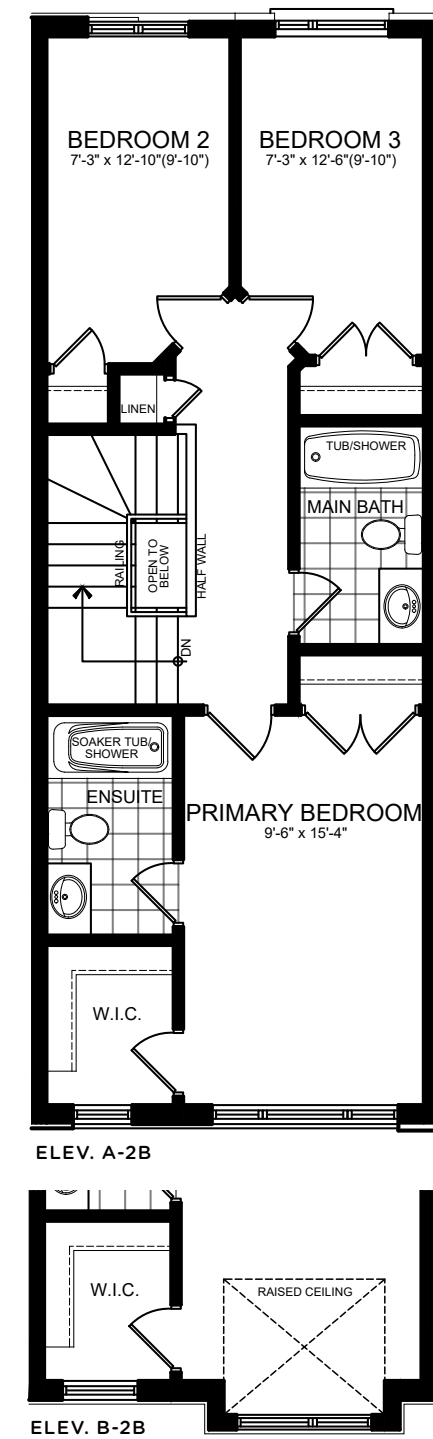 BEDROOM 2
7'-3" x 12'-10"(9'-10")
BEDROOM 3
7'-3" x 12'-6"(9'-10")
LINEN
TUB/SHOWER
MAIN BATH
RAILING
OPEN TO
BELOW
HALF WALL
DN
SOAKER TUB/
SHOWER
ENSUITE
PRIMARY BEDROOM
9'-6" x 15'-4"
W.I.C.
ELEV. A-2B
W.I.C.
RAISED CEILING
ELEV. B-2B